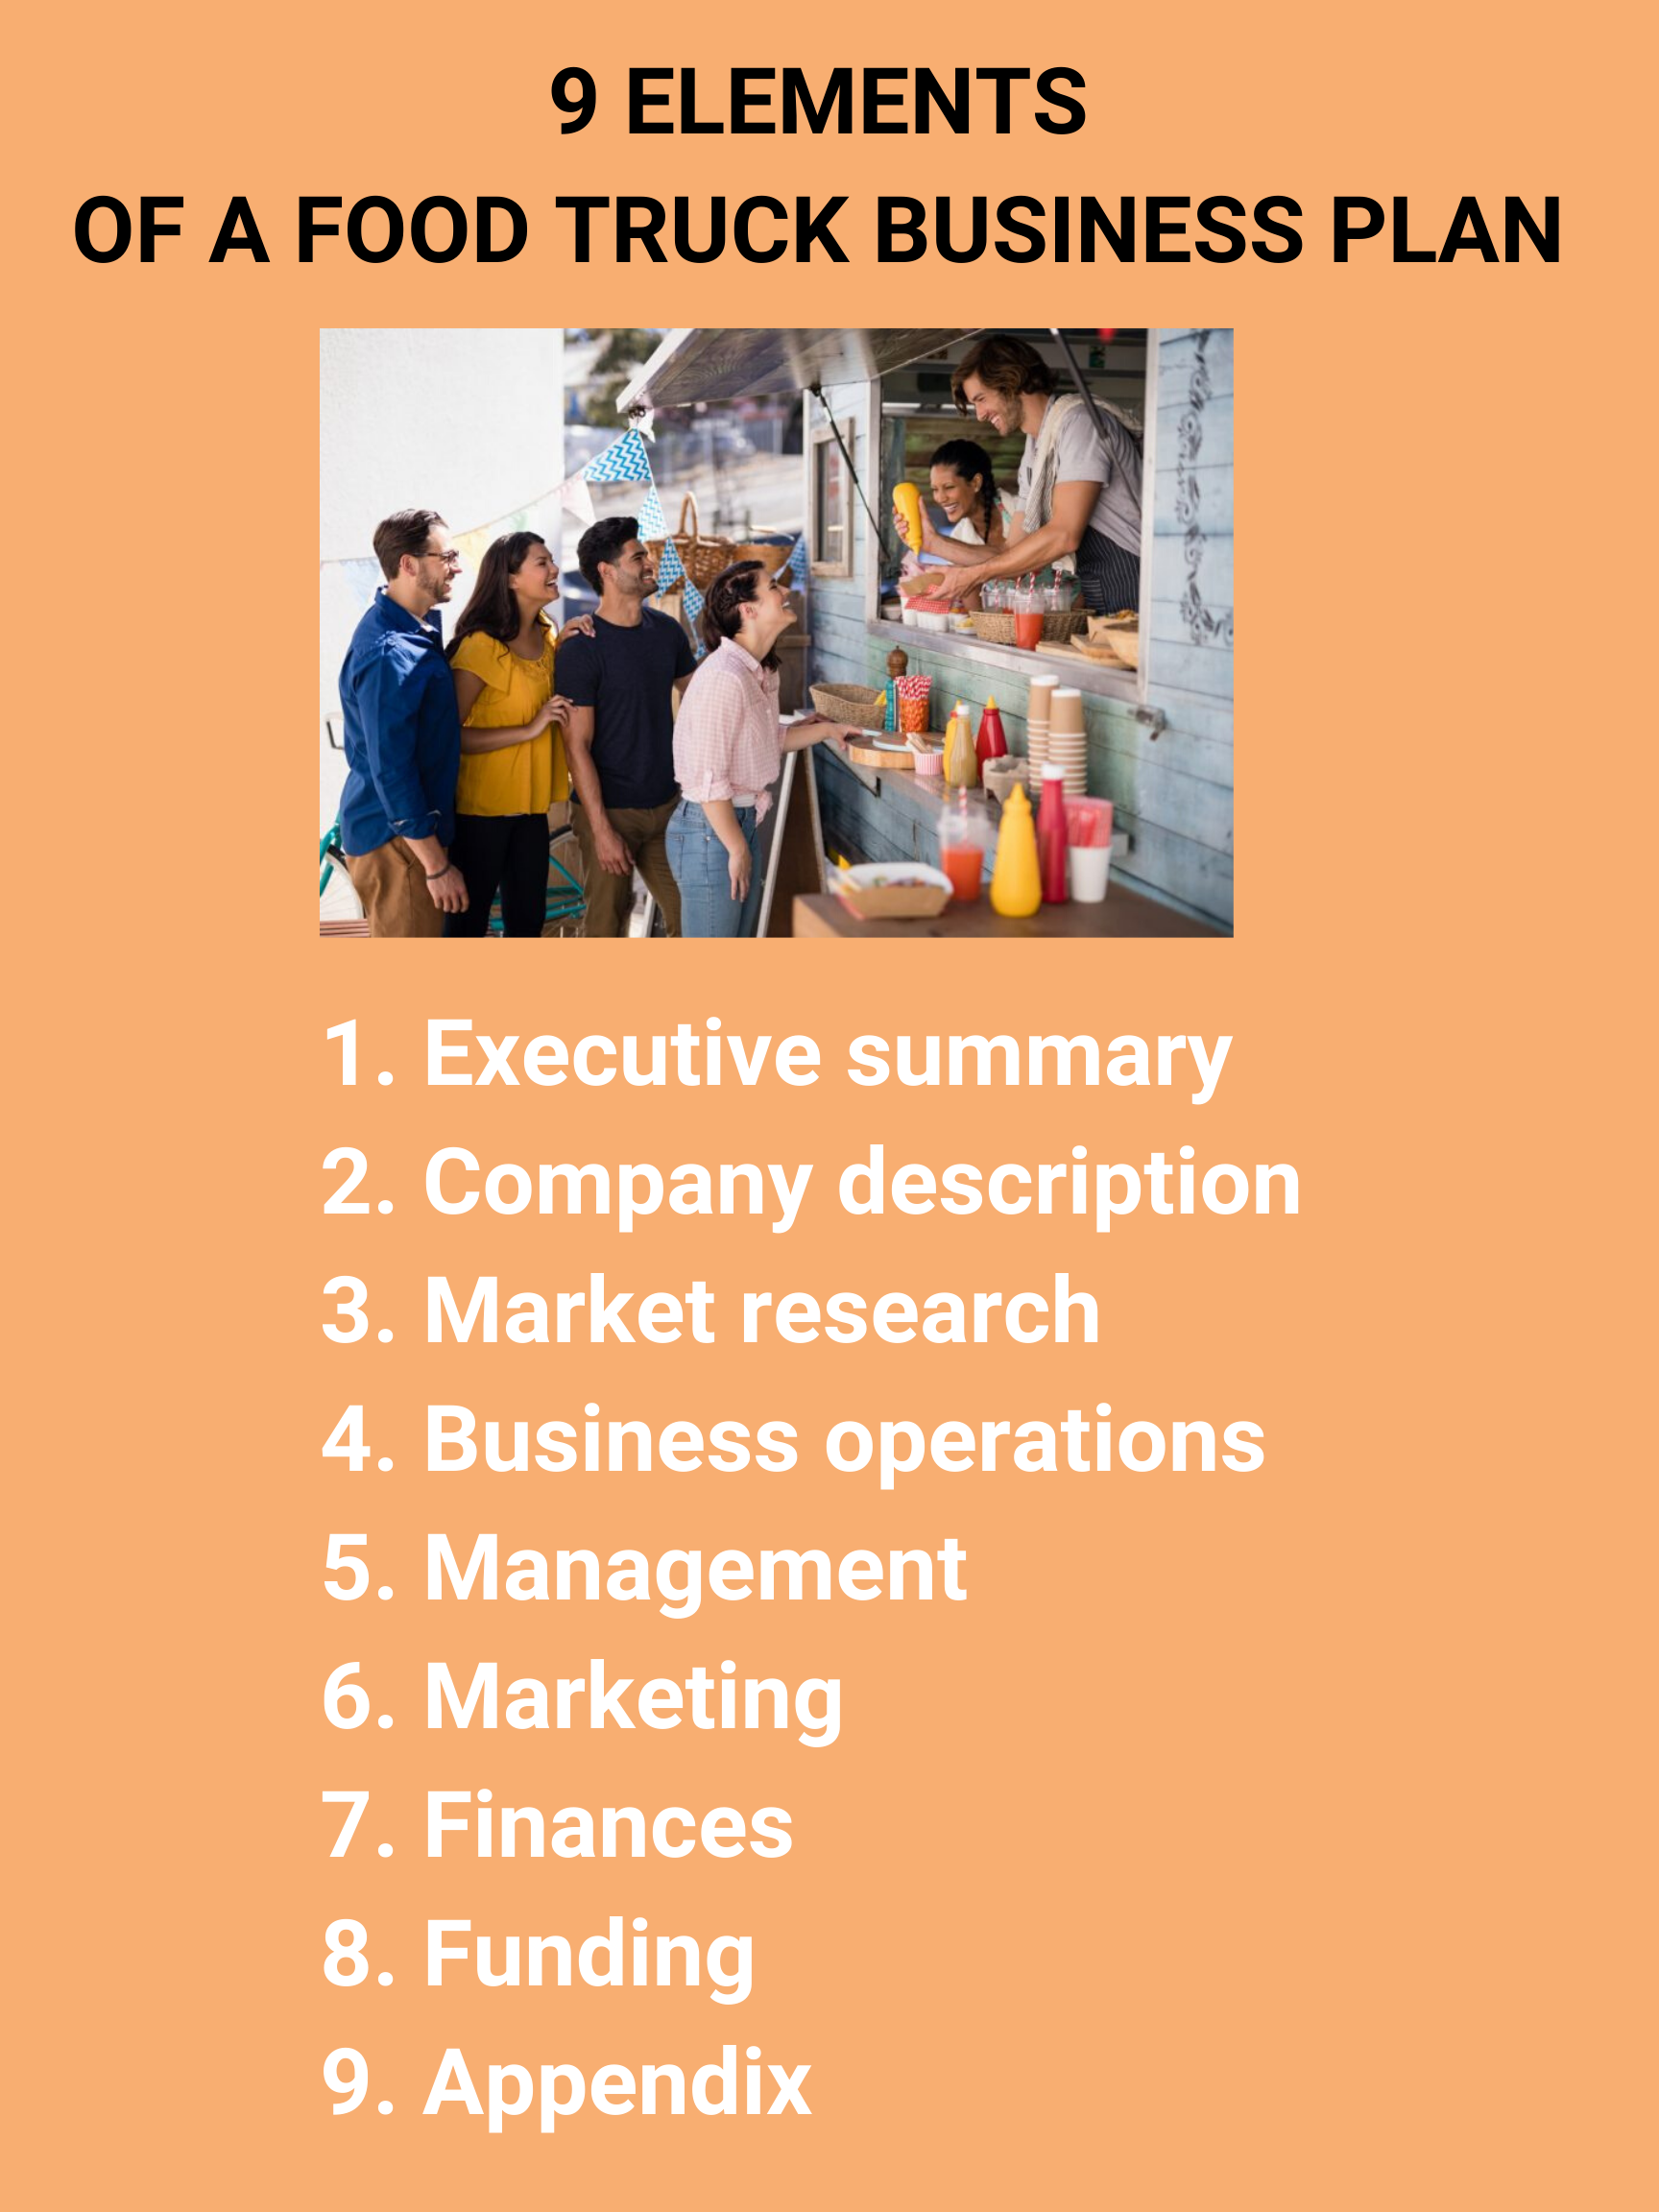 9 ELEMENTS
OF A FOOD TRUCK BUSINESS PLAN
1. Executive summary
2. Company description
3. Market research
4. Business operations
5. Management
6. Marketing
7. Finances
8. Funding
9. Appendix